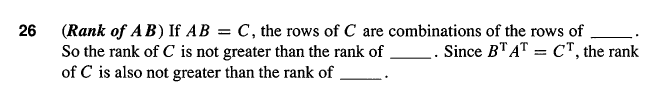 26 (Rank of AB) If AB = C, the rows of C are combinations of the rows of _____.
So the rank of C is not greater than the rank of _____. Since BᵀAᵀ = Cᵀ, the rank
of C is also not greater than the rank of _____.